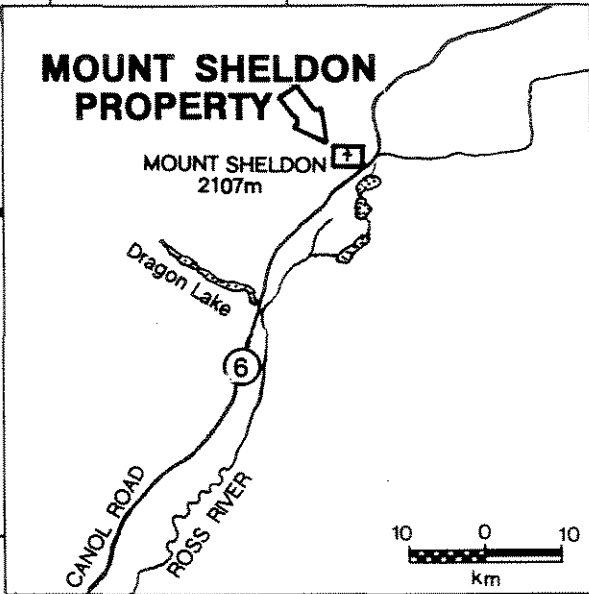 MOUNT SHELDON
PROPERTY
MOUNT SHELDON
2107m
Dragon Lake
6
CANOL ROAD
ROSS RIVER
10 0 10
km